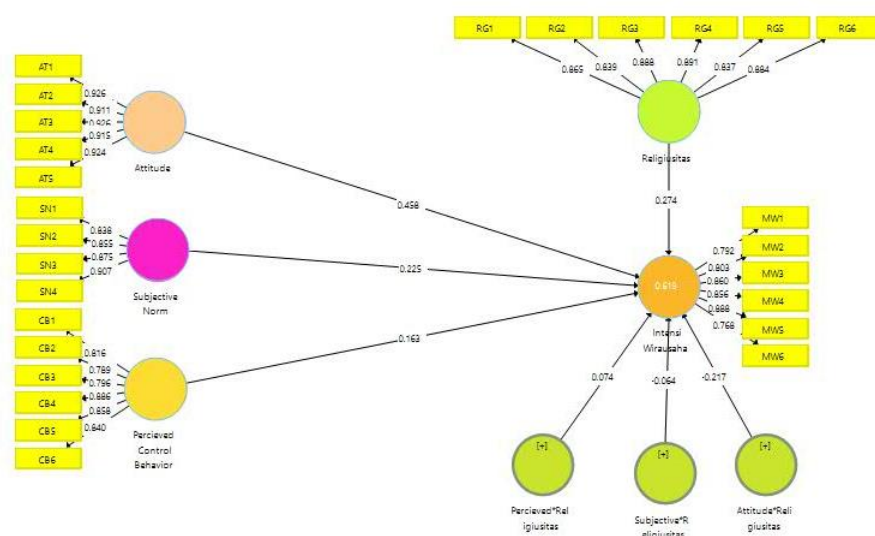 RG1
RG2
RG3
RG4
RG5
RG6
0.865
0.839
0.888
0.891
0.837
0.884
Religiusitas
0.274
AT1
AT2
AT3
AT4
AT5
0.926
0.911
0.926
0.915
0.924
Attitude
0.458
SN1
SN2
SN3
SN4
0.838
0.855
0.875
0.907
Subjective
Norm
0.225
CB1
CB2
CB3
CB4
CB5
CB6
0.816
0.789
0.796
0.886
0.858
0.840
Percieved
Control
Behavior
0.163
MW1
MW2
MW3
MW4
MW5
MW6
0.792
0.803
0.860
0.856
0.888
0.768
Intensi
Wirausaha
0.074
-0.064
-0.217
[+]
Percieved*Rel
igiusitas
[+]
Subjective*R
eligiusitas
[+]
Attitude*Reli
giusitas